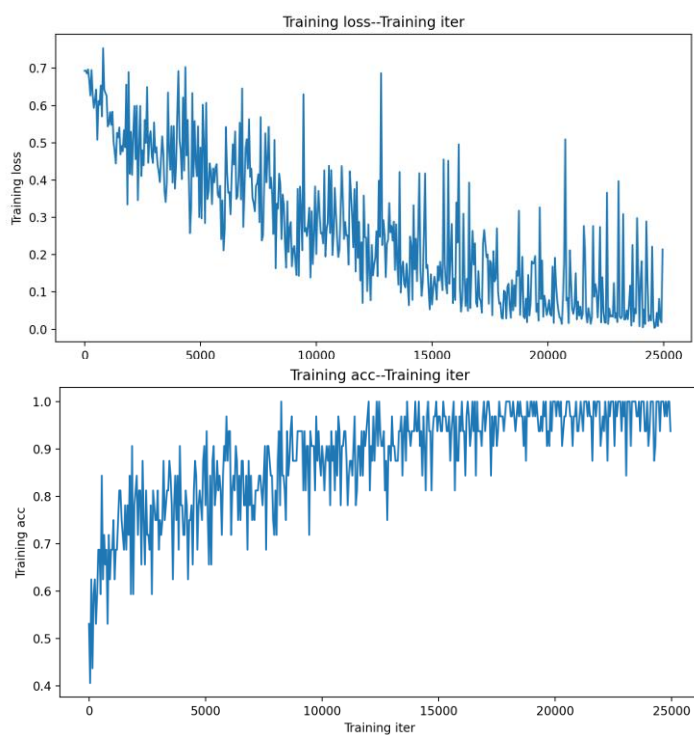 Training loss--Training iter
0.7
0.6
0.5
0.4
0.3
0.2
0.1
0.0
Training loss
0 5000 10000 15000 20000 25000
Training acc--Training iter
1.0
0.9
0.8
0.7
0.6
0.5
0.4
Training acc
0 5000 10000 15000 20000 25000
Training iter